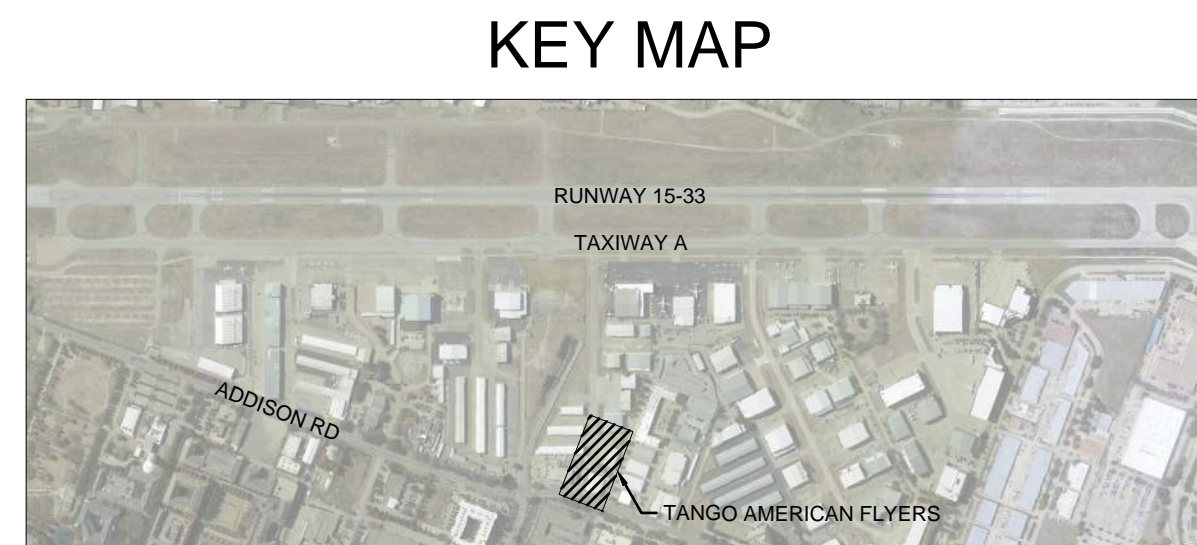 KEY MAP
RUNWAY 15-33
TAXIWAY A
ADDISON RD
TANGO AMERICAN FLYERS